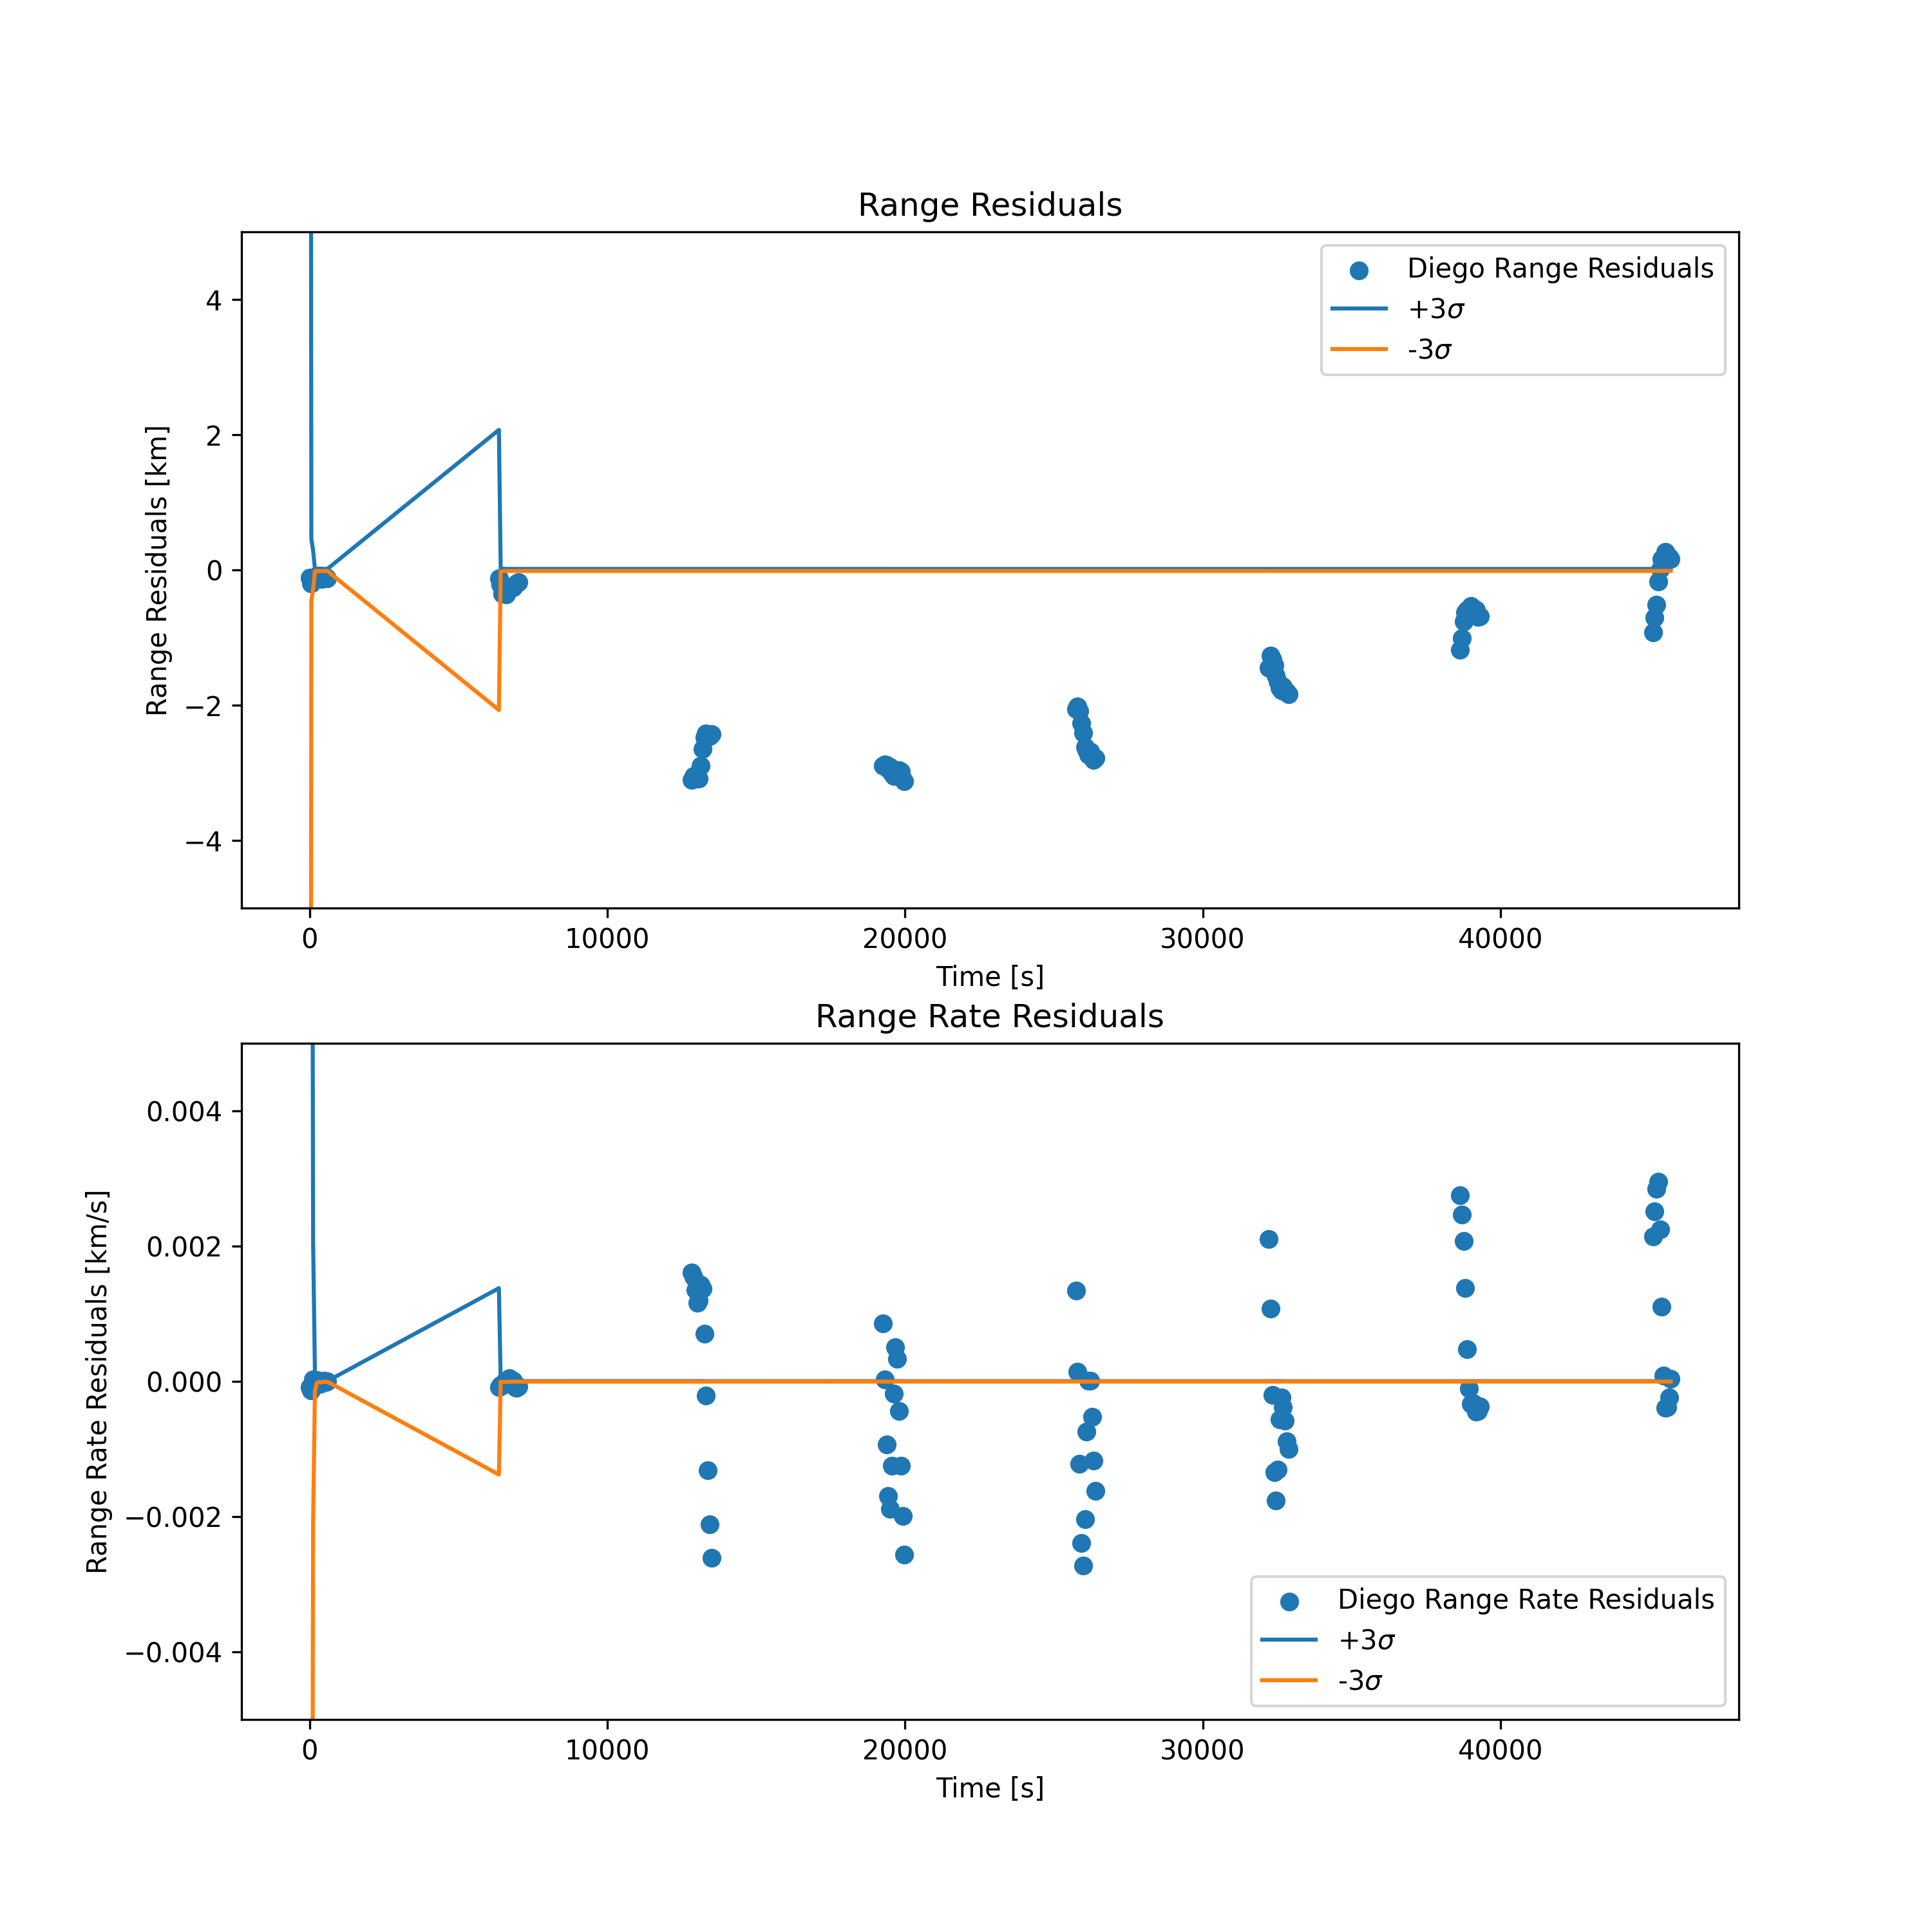 Range Residuals
Range Residuals [km]
4
2
0
−2
−4
Diego Range Residuals
+3σ
-3σ
0 10000 20000 30000 40000
Time [s]
Range Rate Residuals
Range Rate Residuals [km/s]
0.004
0.002
0.000
−0.002
−0.004
Diego Range Rate Residuals
+3σ
-3σ
0 10000 20000 30000 40000
Time [s]